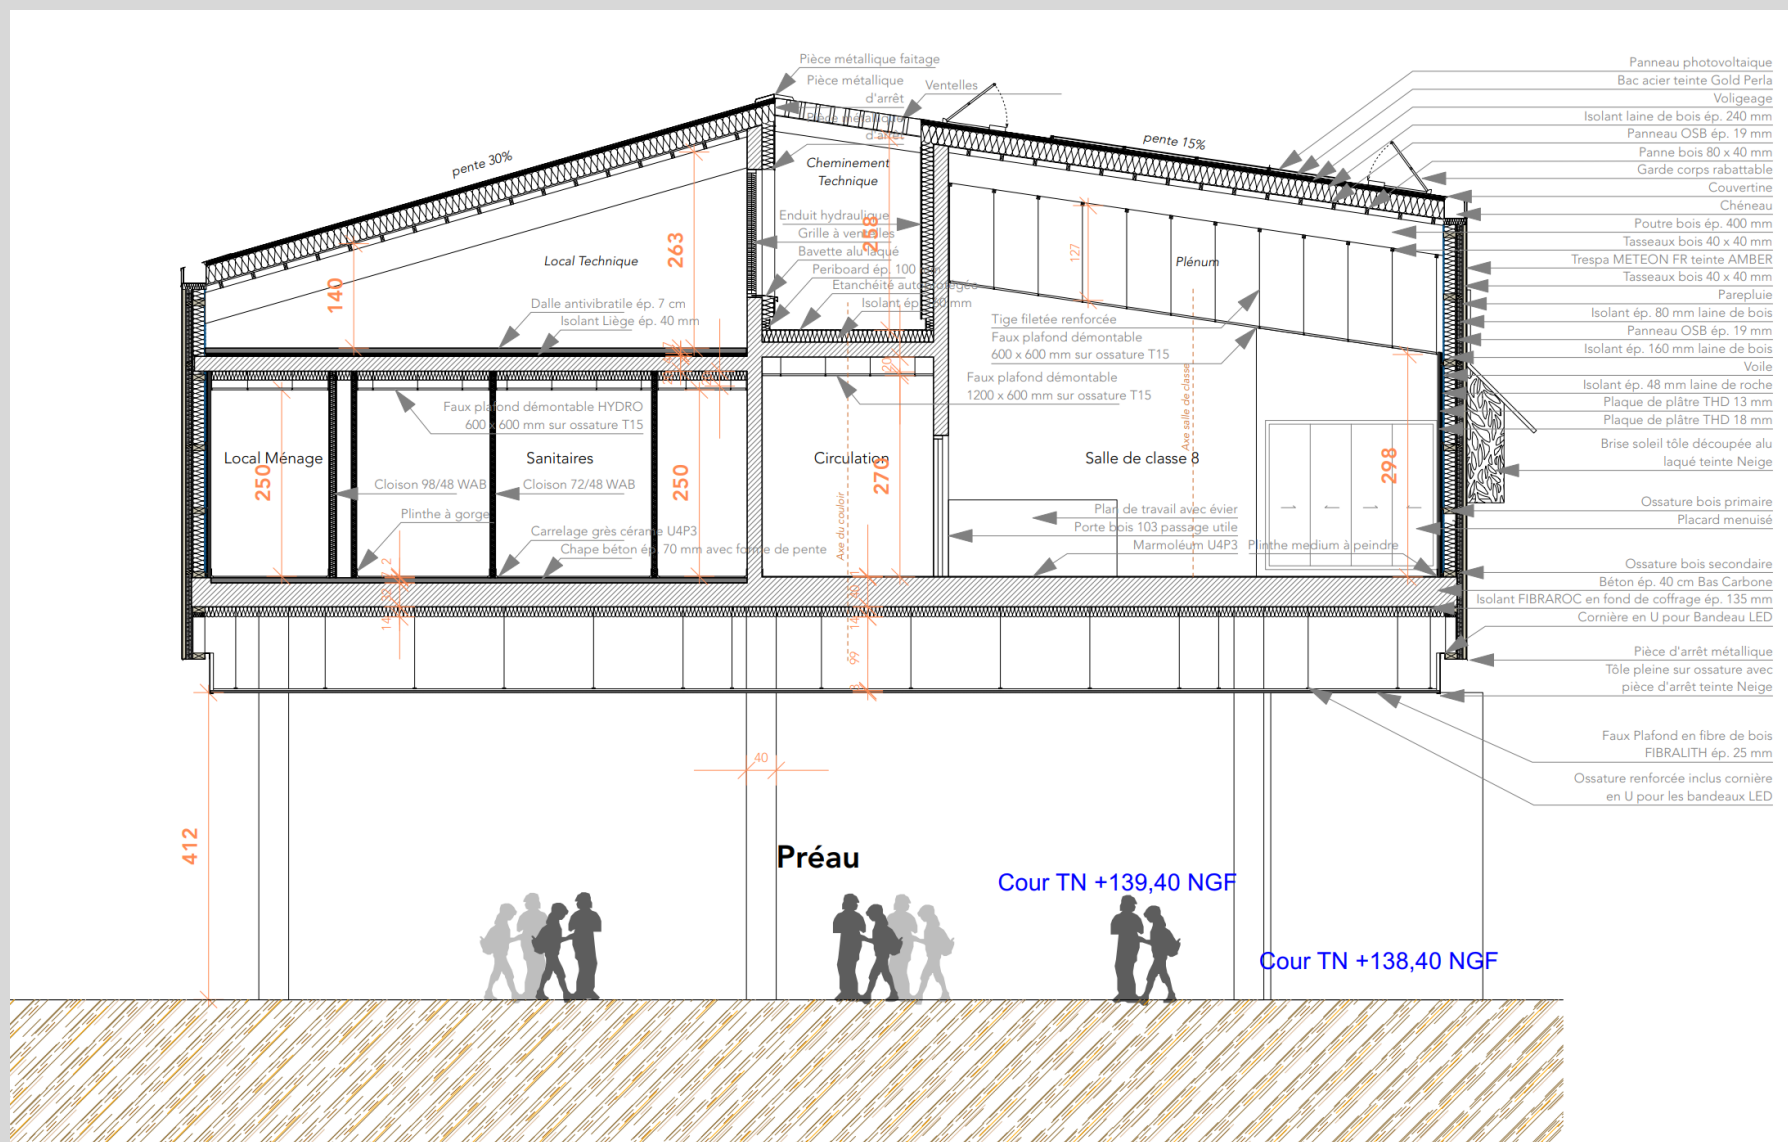 Pièce métallique faitage
Pièce métallique
d'arrêt
Ventelles
Pièce métallique
d'arrêt
pente 30%
pente 15%
Cheminement
Technique
Enduit hydraulique
Grille à ventelles
Bavette alu laqué
Periboard ép. 100
Etanchéité
Isolant ép. mm
258
263
140
127
Local Technique
Plénum
Dalle antivibratile ép. 7 cm
Isolant Liège ép. 40 mm
Tige filetée renforcée
Faux plafond démontable
600 x 600 mm sur ossature T15
Faux plafond démontable
1200 x 600 mm sur ossature T15
20
Faux plafond démontable HYDRO
600 x 600 mm sur ossature T15
Local Ménage
Sanitaires
Circulation
Salle de classe 8
250
250
270
298
Axe salle de classe
Axe du couloir
Cloison 98/48 WAB
Cloison 72/48 WAB
Plinthe à gorge
Carrelage grès cérame U4P3
Chape béton ép. 70 mm avec forme de pente
Plan de travail avec évier
Porte bois 103 passage utile
Marmoléum U4P3
Plinthe medium à peindre
2
32
14
40
14
99
412
40
Préau
Cour TN +139,40 NGF
Cour TN +138,40 NGF
Panneau photovoltaique
Bac acier teinte Gold Perla
Voligeage
Isolant laine de bois ép. 240 mm
Panneau OSB ép. 19 mm
Panne bois 80 x 40 mm
Garde corps rabattable
Couvertine
Chéneau
Poutre bois ép. 400 mm
Tasseaux bois 40 x 40 mm
Trespa METEON FR teinte AMBER
Tasseaux bois 40 x 40 mm
Parepluie
Isolant ép. 80 mm laine de bois
Panneau OSB ép. 19 mm
Isolant ép. 160 mm laine de bois
Voile
Isolant ép. 48 mm laine de roche
Plaque de plâtre THD 13 mm
Plaque de plâtre THD 18 mm
Brise soleil tôle découpée alu
laqué teinte Neige
Ossature bois primaire
Placard menuisé
Ossature bois secondaire
Béton ép. 40 cm Bas Carbone
Isolant FIBRAROC en fond de coffrage ép. 135 mm
Cornière en U pour Bandeau LED
Pièce d'arrêt métallique
Tôle pleine sur ossature avec
pièce d'arrêt teinte Neige
Faux Plafond en fibre de bois
FIBRALITH ép. 25 mm
Ossature renforcée inclus cornière
en U pour les bandeaux LED